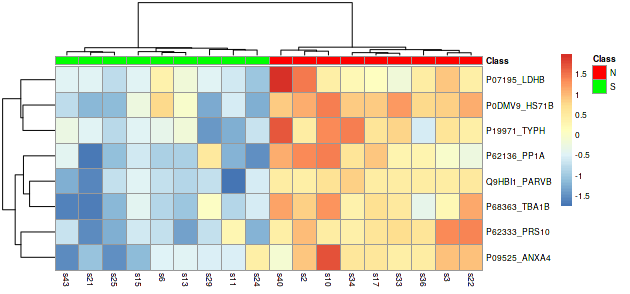 Class
P07195_LDHB
P0DMV9_HS71B
P19971_TYPH
P62136_PP1A
Q9HBI1_PARVB
P68363_TBA1B
P62333_PRS10
P09525_ANXA4
s43 s21 s25 s15 s6 s13 s29 s11 s24 s40 s2 s10 s34 s17 s33 s36 s3 s22
1.5
1
0.5
0
-0.5
-1
-1.5
Class
N
S